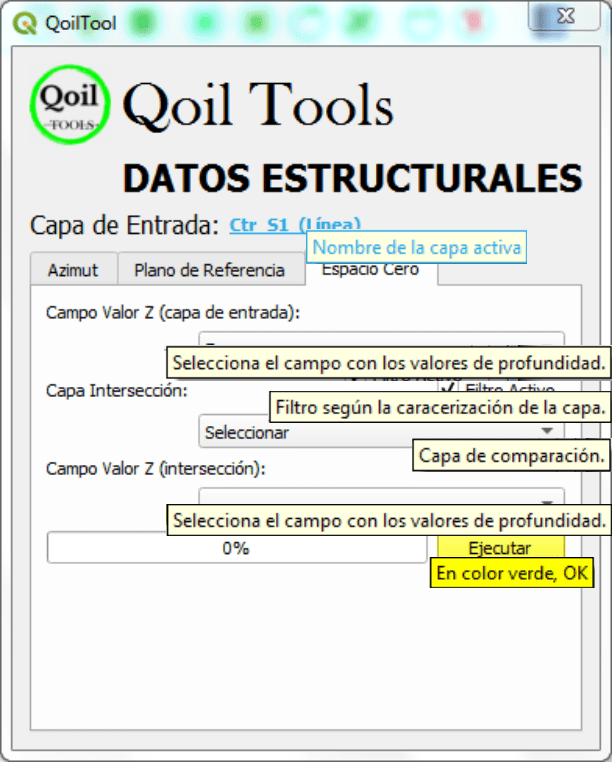 QoilTool
Qoil
TOOLS
Qoil Tools
DATOS ESTRUCTURALES
Capa de Entrada: Ctr_S1 (Línea)
Nombre de la capa activa
Azimut
Plano de Referencia
Espacio Cero
Campo Valor Z (capa de entrada):
Selecciona el campo con los valores de profundidad.
Capa Intersección:
Filtro Activo
Filtro según la caracerización de la capa.
Seleccionar
Capa de comparación.
Campo Valor Z (intersección):
Selecciona el campo con los valores de profundidad.
0%
Ejecutar
En color verde, OK